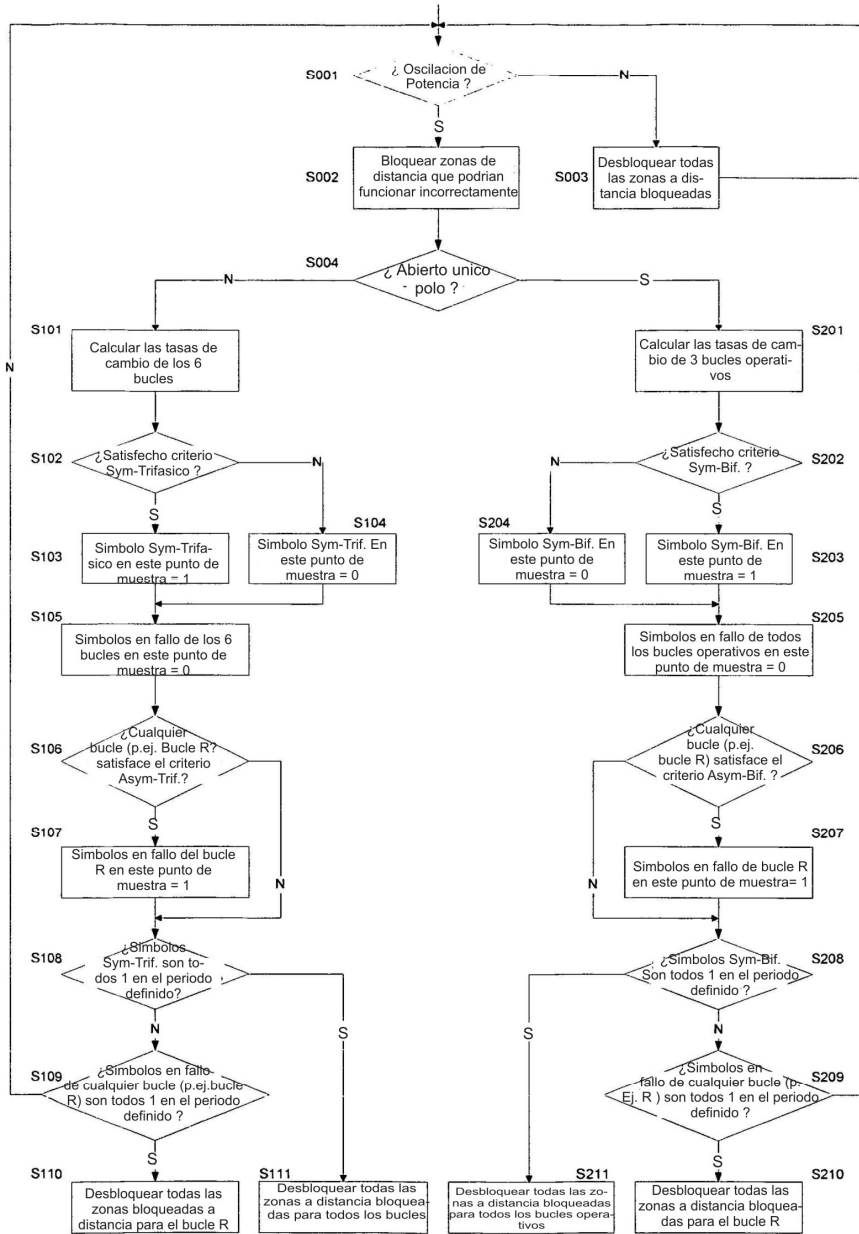 ¿ Oscilacion de
Potencia ?
S001
N
S
Bloquear zonas de
distancia que podrian
funcionar incorrectamente
S002
Desbloquear todas
las zonas a dis-
tancia bloqueadas
S003
S004
¿ Abierto unico
polo ?
N
S
S101
Calcular las tasas de
cambio de los 6
bucles
S201
Calcular las tasas de cam-
bio de 3 bucles operati-
vos
N
S102
¿Satisfecho criterio
Sym-Trifasico ?
N
S
¿Satisfecho criterio
Sym-Bif. ?
S202
N
S
S103
Simbolo Sym-Trifa-
sico en este punto de
muestra = 1
S104
Simbolo Sym-Trif. En
este punto de
muestra = 0
S204
Simbolo Sym-Bif. En
este punto de
muestra = 0
Simbolo Sym-Bif. En
este punto de
muestra = 1
S203
S105
Simbolos en fallo de los 6
bucles en este punto de
muestra = 0
S205
Simbolos en fallo de todos
los bucles operativos en este
punto de muestra = 0
S106
¿Cualquier
bucle (p.ej. Bucle R?
satisface el criterio
Asym-Trif.?
S
N
¿Cualquier
bucle (p.ej.
bucle R) satisface el
criterio Asym-Bif. ?
S206
S
N
S107
Simbolos en fallo del bucle
R en este punto de
muestra = 1
S207
Simbolos en fallo de bucle R
en este punto de muestra= 1
S108
¿Simbolos
Sym-Trif. son to-
dos 1 en el periodo
definido?
N
S
¿Simbolos Sym-Bif.
Son todos 1 en el periodo
definido ?
S208
S
N
S109
¿Simbolos en fallo
de cualquier bucle (p.ej.bucle
R) son todos 1 en el periodo
definido ?
S
¿Simbolos en
fallo de cualquier bucle (p.
Ej. R ) son todos 1 en el periodo
definido ?
S209
S
S110
Desbloquear todas las
zonas bloqueadas a
distancia para el bucle R
S111
Desbloquear todas las
zonas a distancia bloquea-
das para todos los bucles
S211
Desbloquear todas las zo-
nas a distancia bloqueadas
para todos los bucles opera-
tivos
S210
Desbloquear todas las
zonas a distancia bloquea-
das para el bucle R